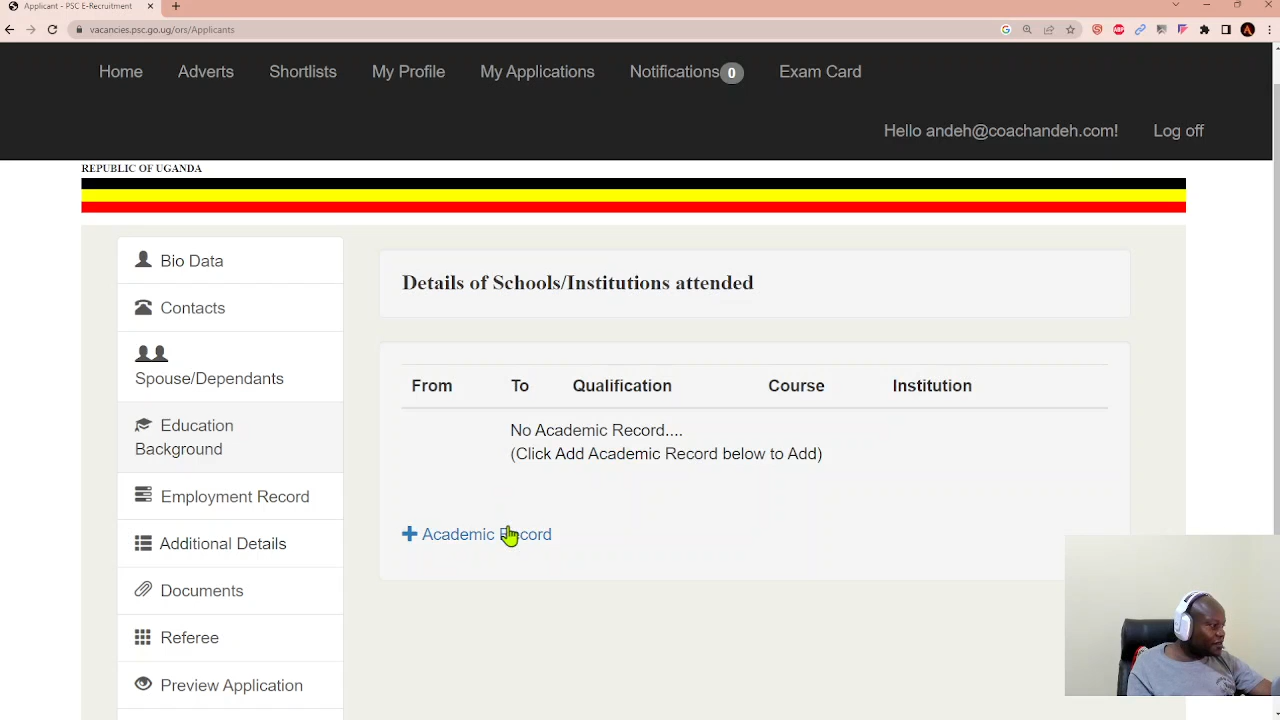 Applicant - PSC E-Recruitment
vacancies.psc.go.ug/ors/Applicants
Home Adverts Shortlists My Profile My Applications Notifications 0 Exam Card
Hello andeh@coachandeh.com! Log off
REPUBLIC OF UGANDA
Bio Data
Contacts
Spouse/Dependants
Education
Background
Employment Record
Additional Details
Documents
Referee
Preview Application
Details of Schools/Institutions attended
From To Qualification Course Institution
No Academic Record....
(Click Add Academic Record below to Add)
Academic Record